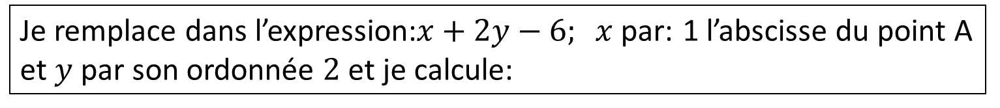 Je remplace dans l’expression:𝑥 + 2𝑦 − 6;  𝑥 par: 1 l’abscisse du point A
et 𝑦 par son ordonnée 2 et je calcule: